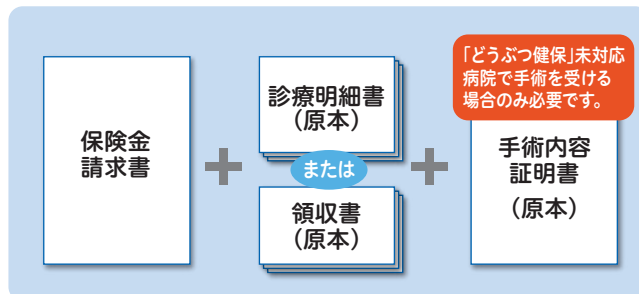 保険金
請求書
＋
診療明細書
（原本）
または
領収書
（原本）
＋
「どうぶつ健保」未対応
病院で手術を受ける
場合のみ必要です。
手術内容
証明書
（原本）